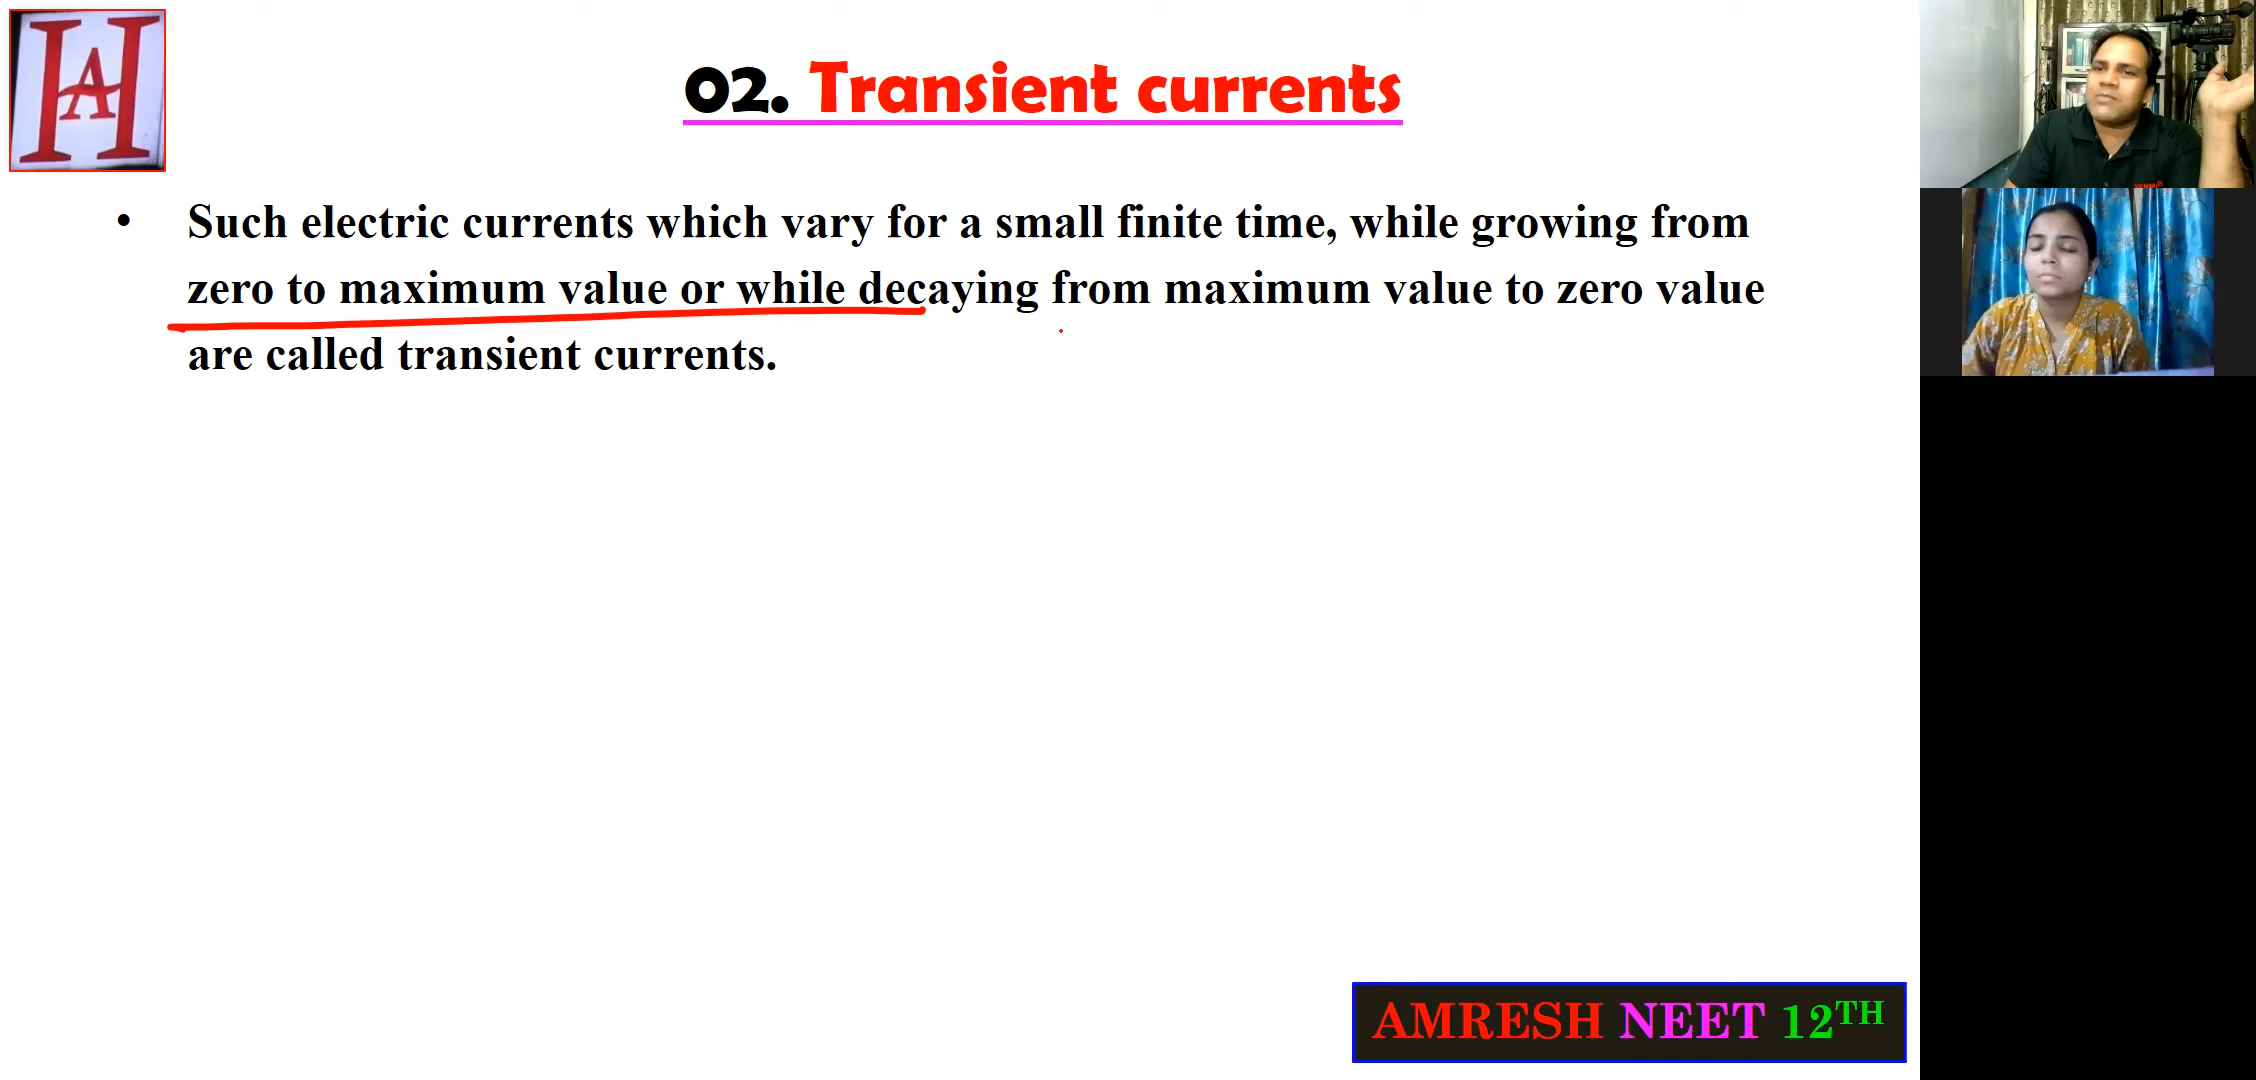 HA
02. Transient currents
• Such electric currents which vary for a small finite time, while growing from
zero to maximum value or while decaying from maximum value to zero value
are called transient currents.
AMRESH NEET 12TH